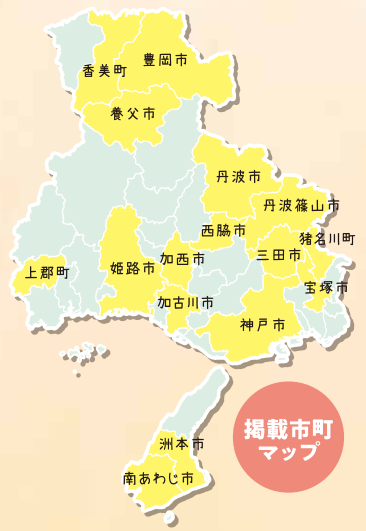 豊岡市
香美町
養父市
丹波市
丹波篠山市
西脇市
猪名川町
三田市
加西市
姫路市
上郡町
宝塚市
加古川市
神戸市
掲載市町
マップ
洲本市
南あわじ市